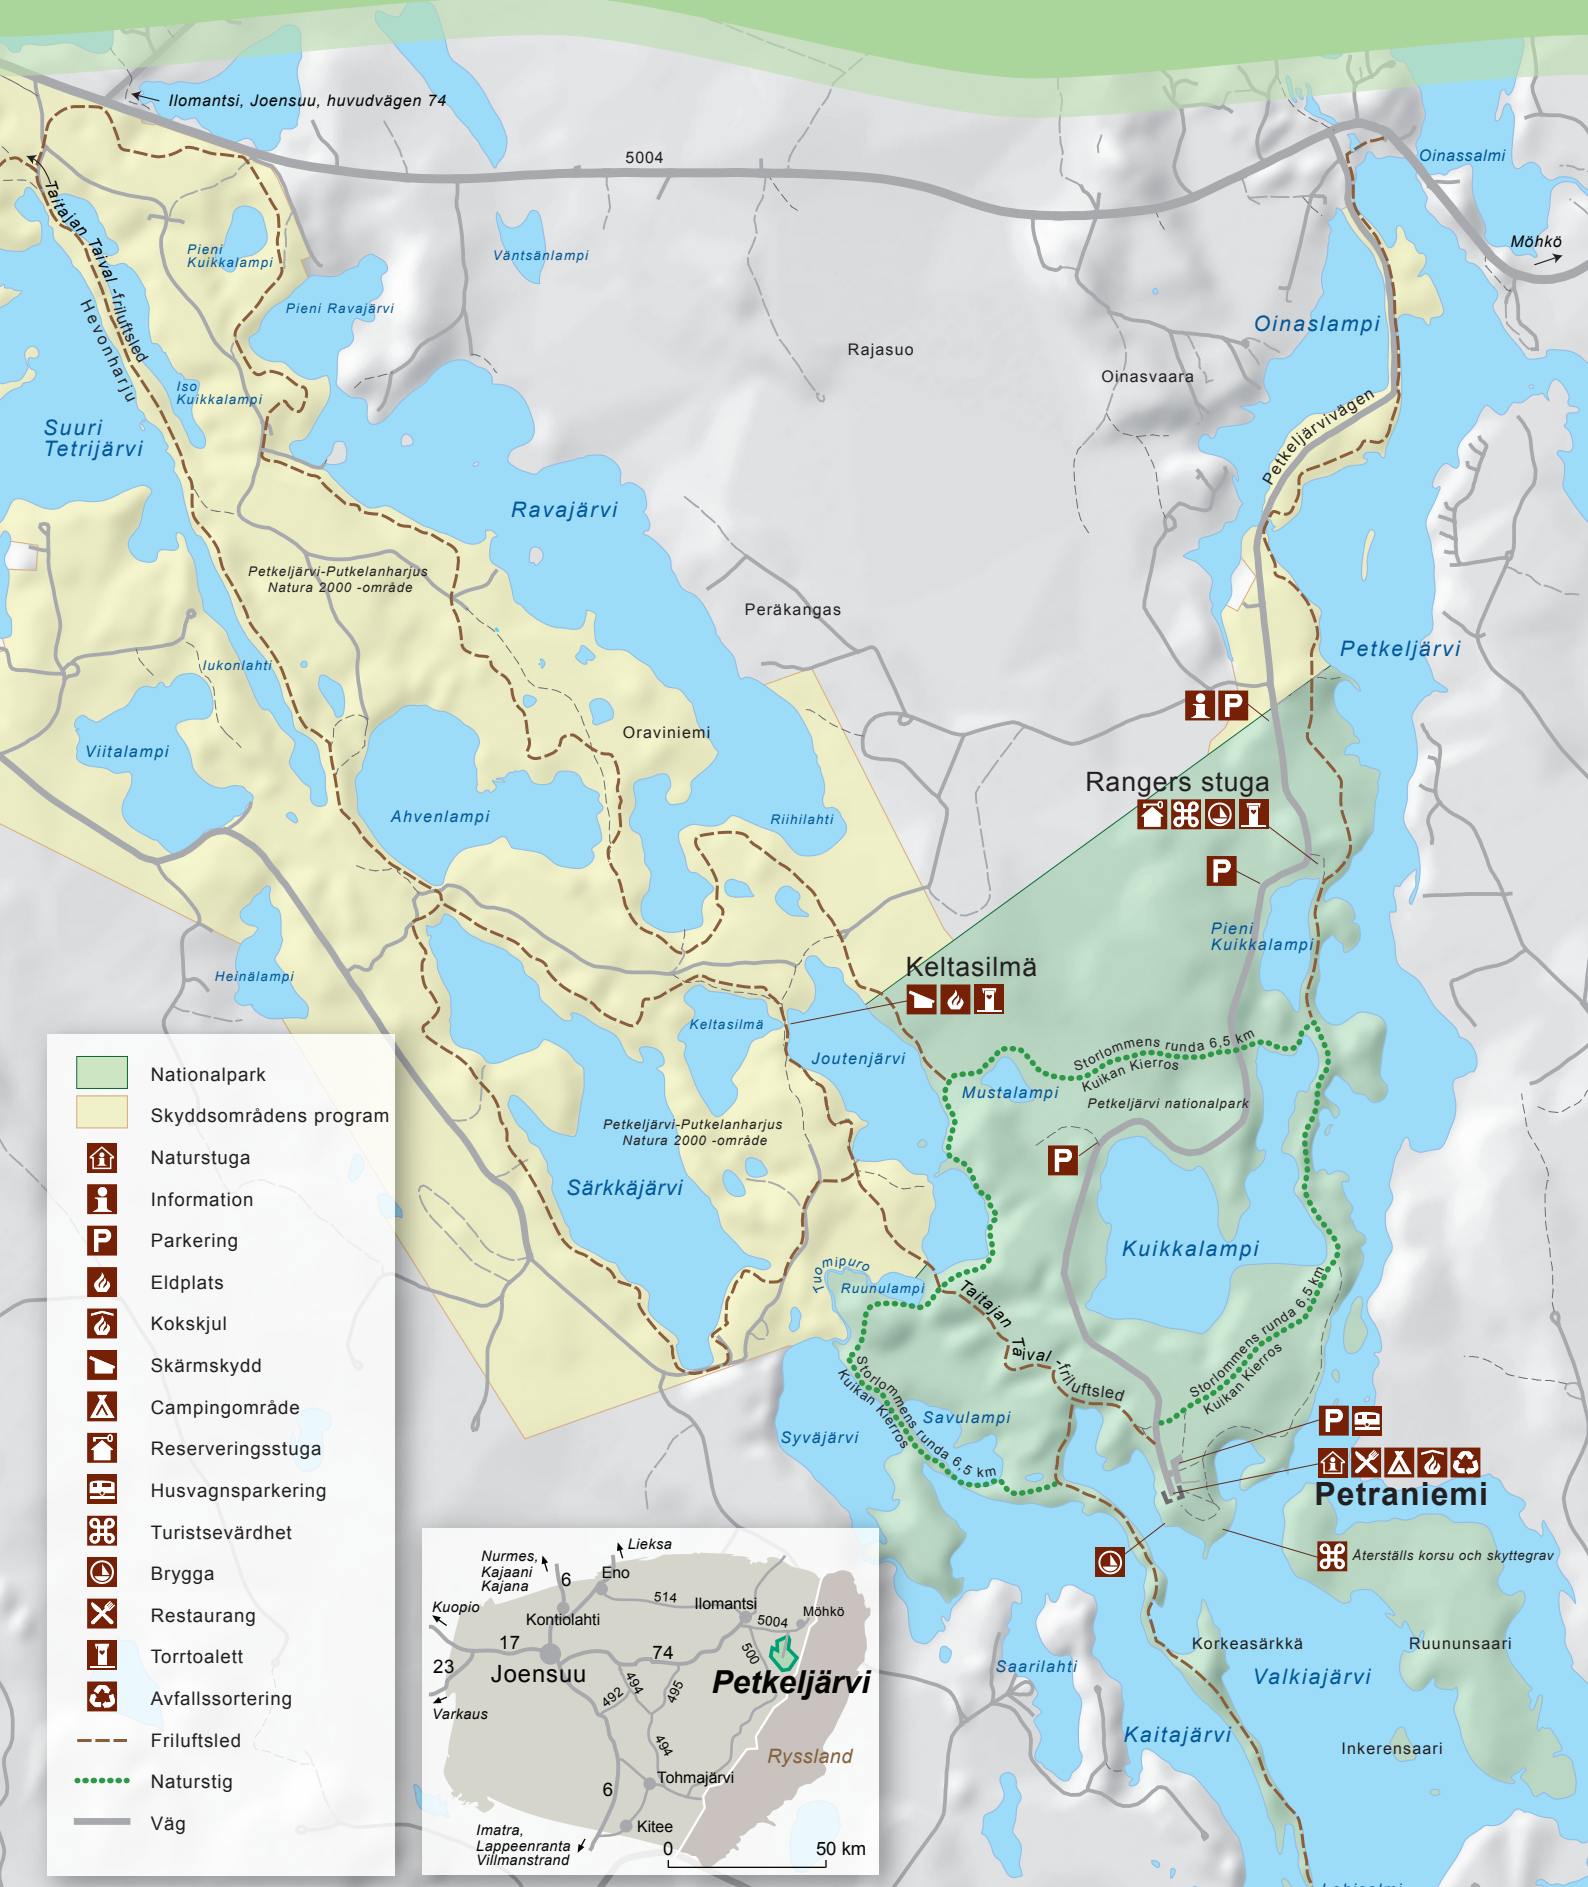 Ilomantsi, Joensuu, huvudvägen 74
5004
Oinassalmi
Möhkö
Taitajan Taival -friluftsled
Hevonharju
Pieni
Kuikkalampi
Väntsänlampi
Pieni Ravajärvi
Oinaslampi
Rajasuo
Oinasvaara
Iso
Kuikkalampi
Petkeljärvivägen
Suuri
Tetrijärvi
Ravajärvi
Petkeljärvi-Putkelanharjus
Natura 2000 -område
Peräkangas
Petkeljärvi
Iukonlahti
P
Oraviniemi
Viitalampi
Rangers stuga
Ahvenlampi
Riihilahti
P
Pieni
Kuikkalampi
Keltasilmä
Heinälampi
Keltasilmä
Joutenjärvi
Storlommens runda 6,5 km
Kuikan Kierros
Mustalampi
Petkeljärvi nationalpark
Petkeljärvi-Putkelanharjus
Natura 2000 -område
P
Särkkäjärvi
Kuikkalampi
Tuomipuro
Ruunulampi
Taitajan Taival -friluftsled
Storlommens runda 6,5 km
Kuikan Kierros
Storlommens runda 6,5 km
Kuikan Kierros
Savulampi
Syväjärvi
P
Petraniemi
Återställs korsu och skyttegrav
Korkeasärkkä
Ruununsaari
Saarilahti
Valkiajärvi
Kaitajärvi
Inkerensaari
Nationalpark
Skyddsområdens program
Naturstuga
Information
P
Parkering
Eldplats
Kokskjul
Skärmskydd
Campingområde
Reserveringsstuga
Husvagnsparkering
Turistsevärdhet
Brygga
Restaurang
Torrtoalett
Avfallssortering
Friluftsled
Naturstig
Väg
Nurmes,
Kajaani
Kajana
Lieksa
6
Eno
514
Ilomantsi
Kuopio
Kontiolahti
5004
Möhkö
17
74
500
23
Joensuu
Petkeljärvi
492
494
495
Varkaus
494
Ryssland
6
Tohmajärvi
Kitee
Imatra,
Lappeenranta
Villmanstrand
0
50 km